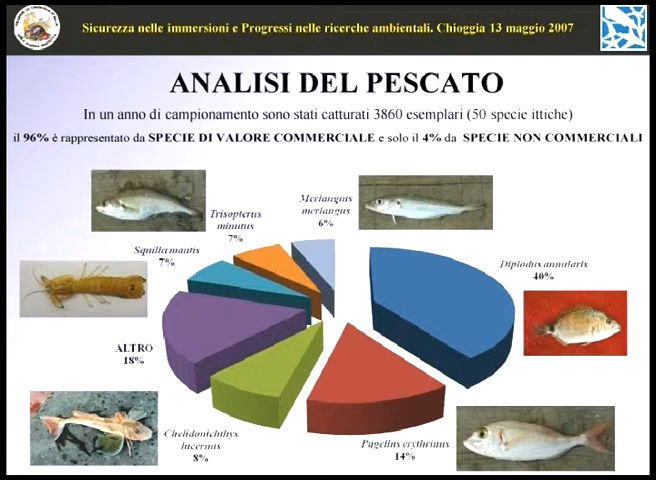 Sicurezza nelle immersioni e Progressi nelle ricerche ambientali. Chioggia 13 maggio 2007
ANALISI DEL PESCATO
In un anno di campionamento sono stati catturati 3860 esemplari (50 specie ittiche)
il 96% è rappresentato da SPECIE DI VALORE COMMERCIALE e solo il 4% da SPECIE NON COMMERCIALI
Merlangius
merlangus
6%
Trisopterus
minutus
7%
Squilla mantis
7%
Diplodus annularis
40%
ALTRO
18%
Chelidonichthys
lucernus
8%
Pagellus erythrinus
14%